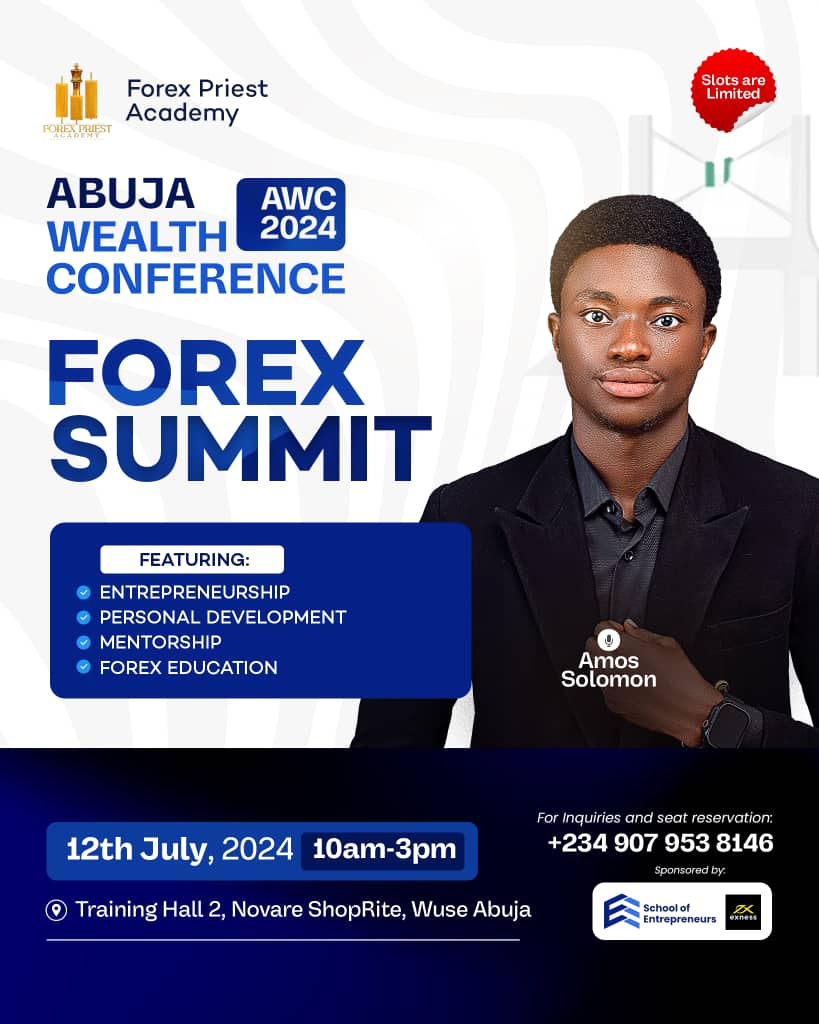 FOREX PRIEST
ACADEMY
Forex Priest
Academy
Slots are
Limited
ABUJA
WEALTH
CONFERENCE
AWC
2024
FOREX
SUMMIT
FEATURING:
ENTREPRENEURSHIP
PERSONAL DEVELOPMENT
MENTORSHIP
FOREX EDUCATION
Amos
Solomon
12th July, 2024 10am-3pm
Training Hall 2, Novare ShopRite, Wuse Abuja
For Inquiries and seat reservation:
+234 907 953 8146
Sponsored by:
School of
Entrepreneurs
exness